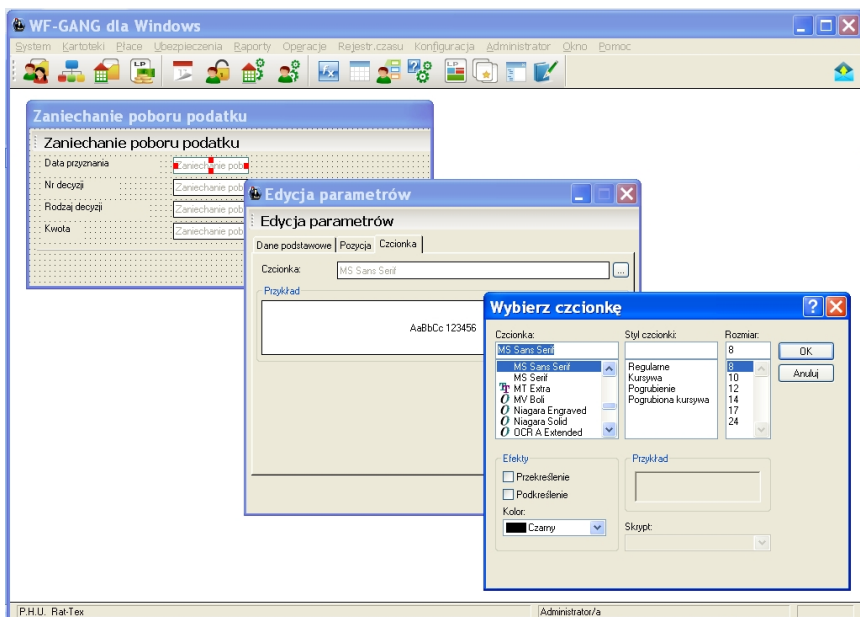 WF-GANG dla Windows
System Kartoteki Płace Ubezpieczenia Raporty Operacje Rejestr.czasu Konfiguracja Administrator Okno Pomoc
LP LP
Zaniechanie poboru podatku
Zaniechanie poboru podatku
Data przyznania Zaniechanie pob
Nr decyzji Zaniechanie pob
Rodzaj decyzji Zaniechanie pob
Kwota Zaniechanie pob
Edycja parametrów
Edycja parametrów
Dane podstawowe Pozycja Czcionka
Czcionka: MS Sans Serif ...
Przykład
AaBbCc 123456
Wybierz czcionkę
Czcionka: Styl czcionki: Rozmiar:
MS Sans Serif 8 OK
MS Sans Serif Regularne 8 Anuluj
MS Serif Kursywa 10
MT Extra Pogrubienie 12
MV Boli Pogrubiona kursywa 14
Niagara Engraved 17
Niagara Solid 24
OCR A Extended
Efekty Przykład
Przekreślenie
Podkreślenie
Kolor:
Czarny Skrypt:
P.H.U. Rat-Tex Administrator/a